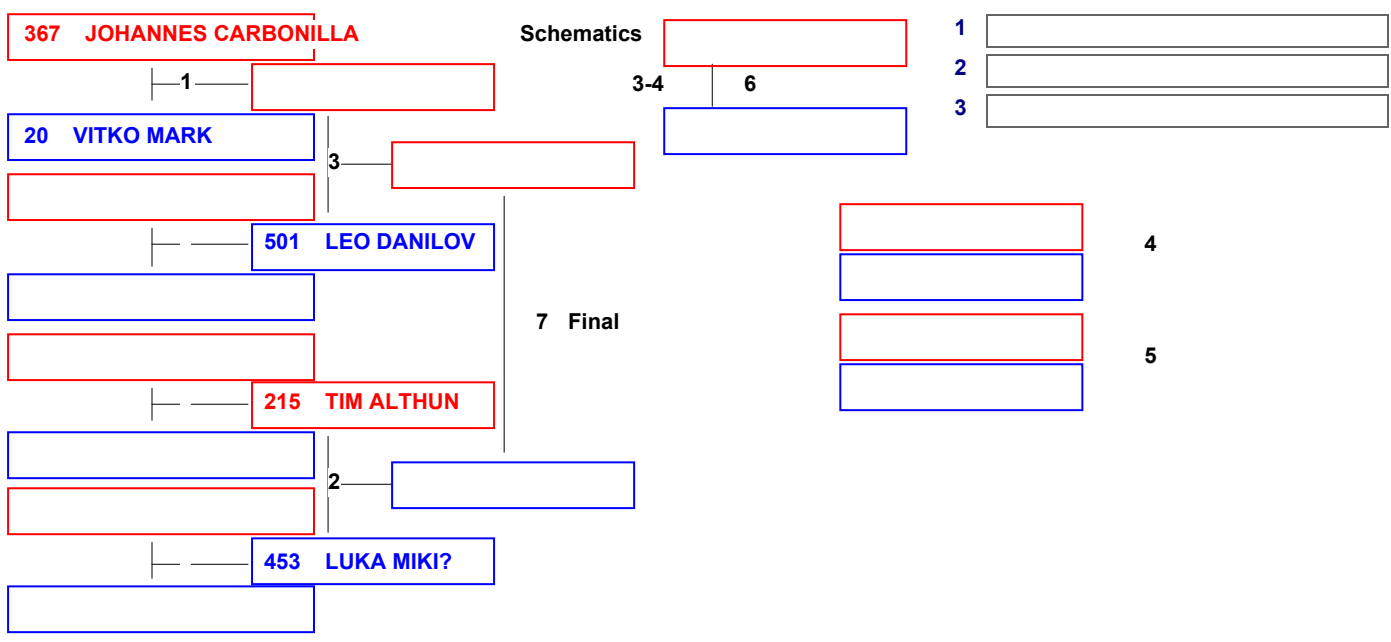 367 JOHANNES CARBONILLA
Schematics
1
1
3-4 6
2
3
20 VITKO MARK
3
501 LEO DANILOV
4
7 Final
5
215 TIM ALTHUN
2
453 LUKA MIKI?